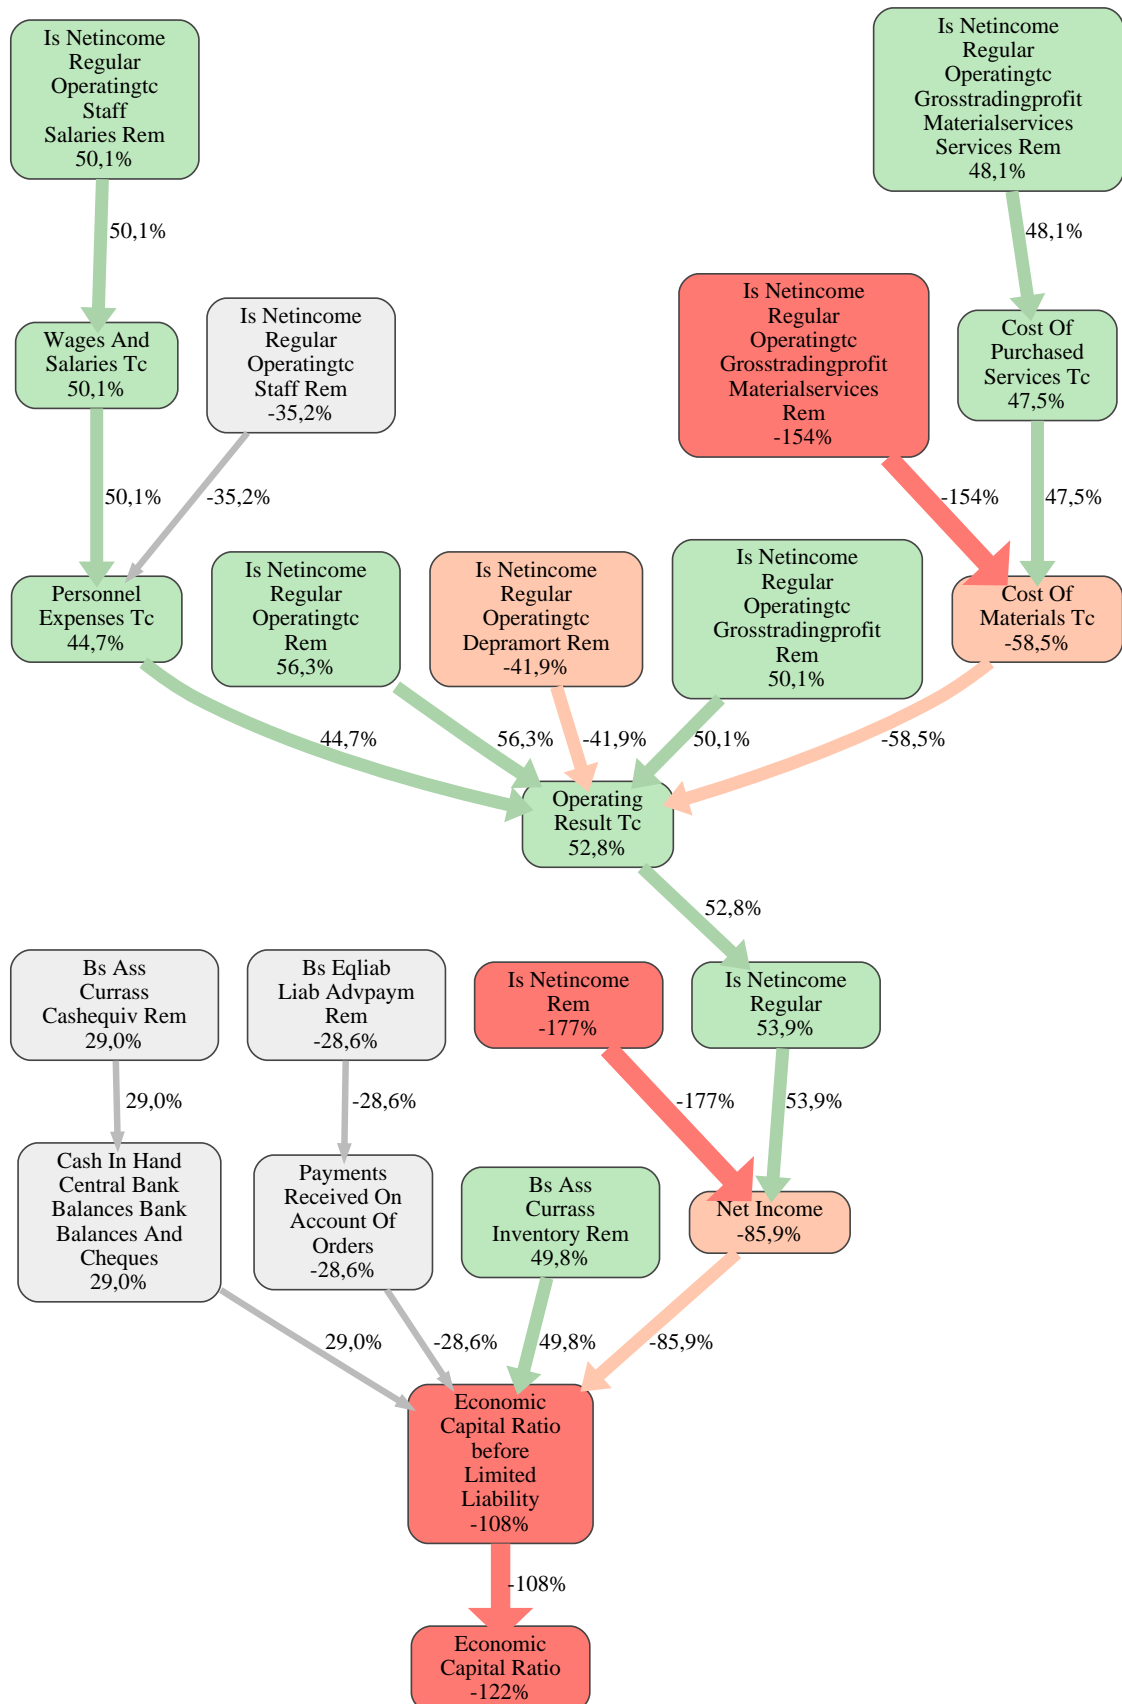 Is Netincome
Regular
Operatingtc
Staff
Salaries Rem
50,1%
Is Netincome
Regular
Operatingtc
Grosstradingprofit
Materialservices
Services Rem
48,1%
50,1%
48,1%
Wages And
Salaries Tc
50,1%
Is Netincome
Regular
Operatingtc
Staff Rem
-35,2%
Is Netincome
Regular
Operatingtc
Grosstradingprofit
Materialservices
Rem
-154%
Cost Of
Purchased
Services Tc
47,5%
50,1%
-35,2%
-154%
47,5%
Personnel
Expenses Tc
44,7%
Is Netincome
Regular
Operatingtc
Rem
56,3%
Is Netincome
Regular
Operatingtc
Depramort Rem
-41,9%
Is Netincome
Regular
Operatingtc
Grosstradingprofit
Rem
50,1%
Cost Of
Materials Tc
-58,5%
44,7%
56,3%
-41,9%
50,1%
-58,5%
Operating
Result Tc
52,8%
52,8%
Bs Ass
Currass
Cashequiv Rem
29,0%
Bs Eqliab
Liab Advpaym
Rem
-28,6%
Is Netincome
Rem
-177%
Is Netincome
Regular
53,9%
29,0%
-28,6%
-177%
53,9%
Cash In Hand
Central Bank
Balances Bank
Balances And
Cheques
29,0%
Payments
Received On
Account Of
Orders
-28,6%
Bs Ass
Currass
Inventory Rem
49,8%
Net Income
-85,9%
29,0%
-28,6%
49,8%
-85,9%
Economic
Capital Ratio
before
Limited
Liability
-108%
-108%
Economic
Capital Ratio
-122%